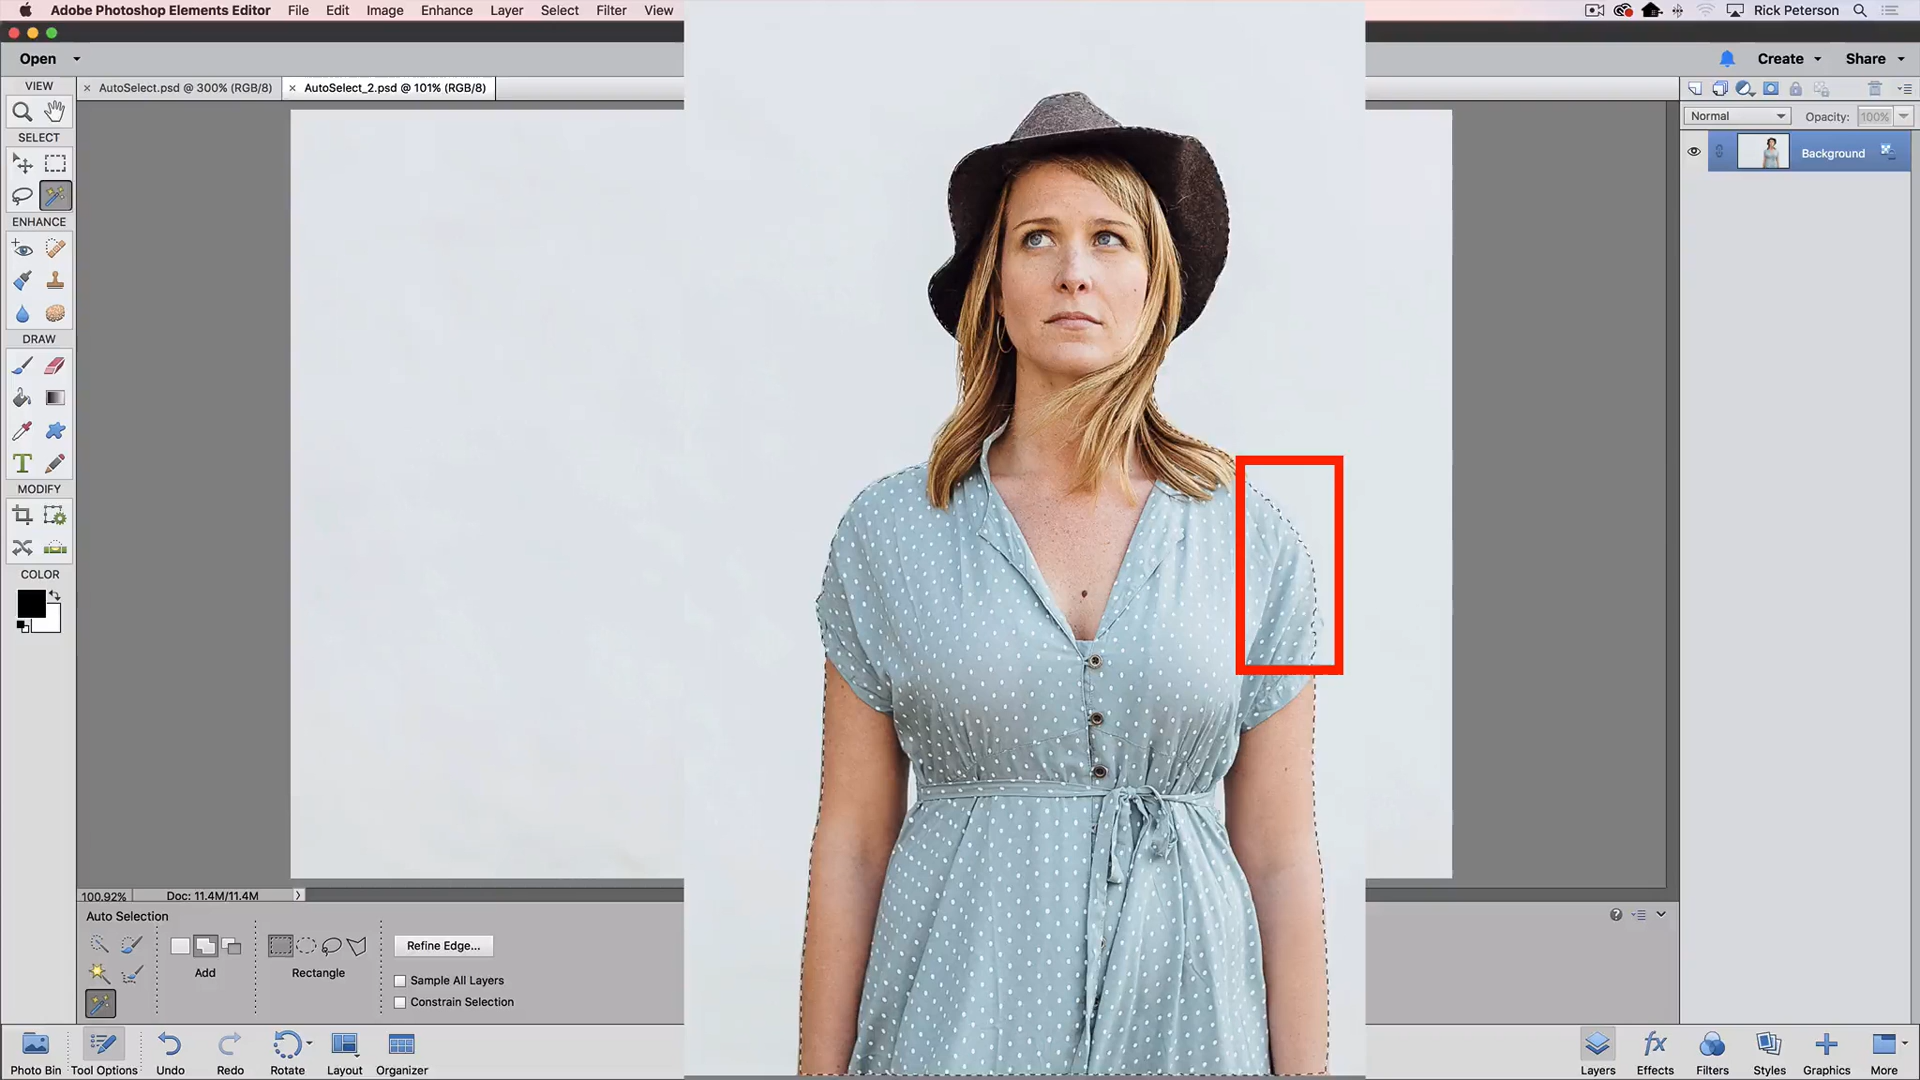 Adobe Photoshop Elements Editor File Edit Image Enhance Layer Select Filter View Rick Peterson
Open Create Share
VIEW
AutoSelect.psd @ 300% (RGB/8) AutoSelect_2.psd @ 101% (RGB/8)
Normal Opacity: 100%
SELECT
Background
ENHANCE
DRAW
T
MODIFY
COLOR
100.92% Doc: 11.4M/11.4M
Auto Selection
Refine Edge...
Add Rectangle
Sample All Layers
Constrain Selection
Photo Bin Tool Options Undo Redo Rotate Layout Organizer Layers Effects Filters Styles Graphics More